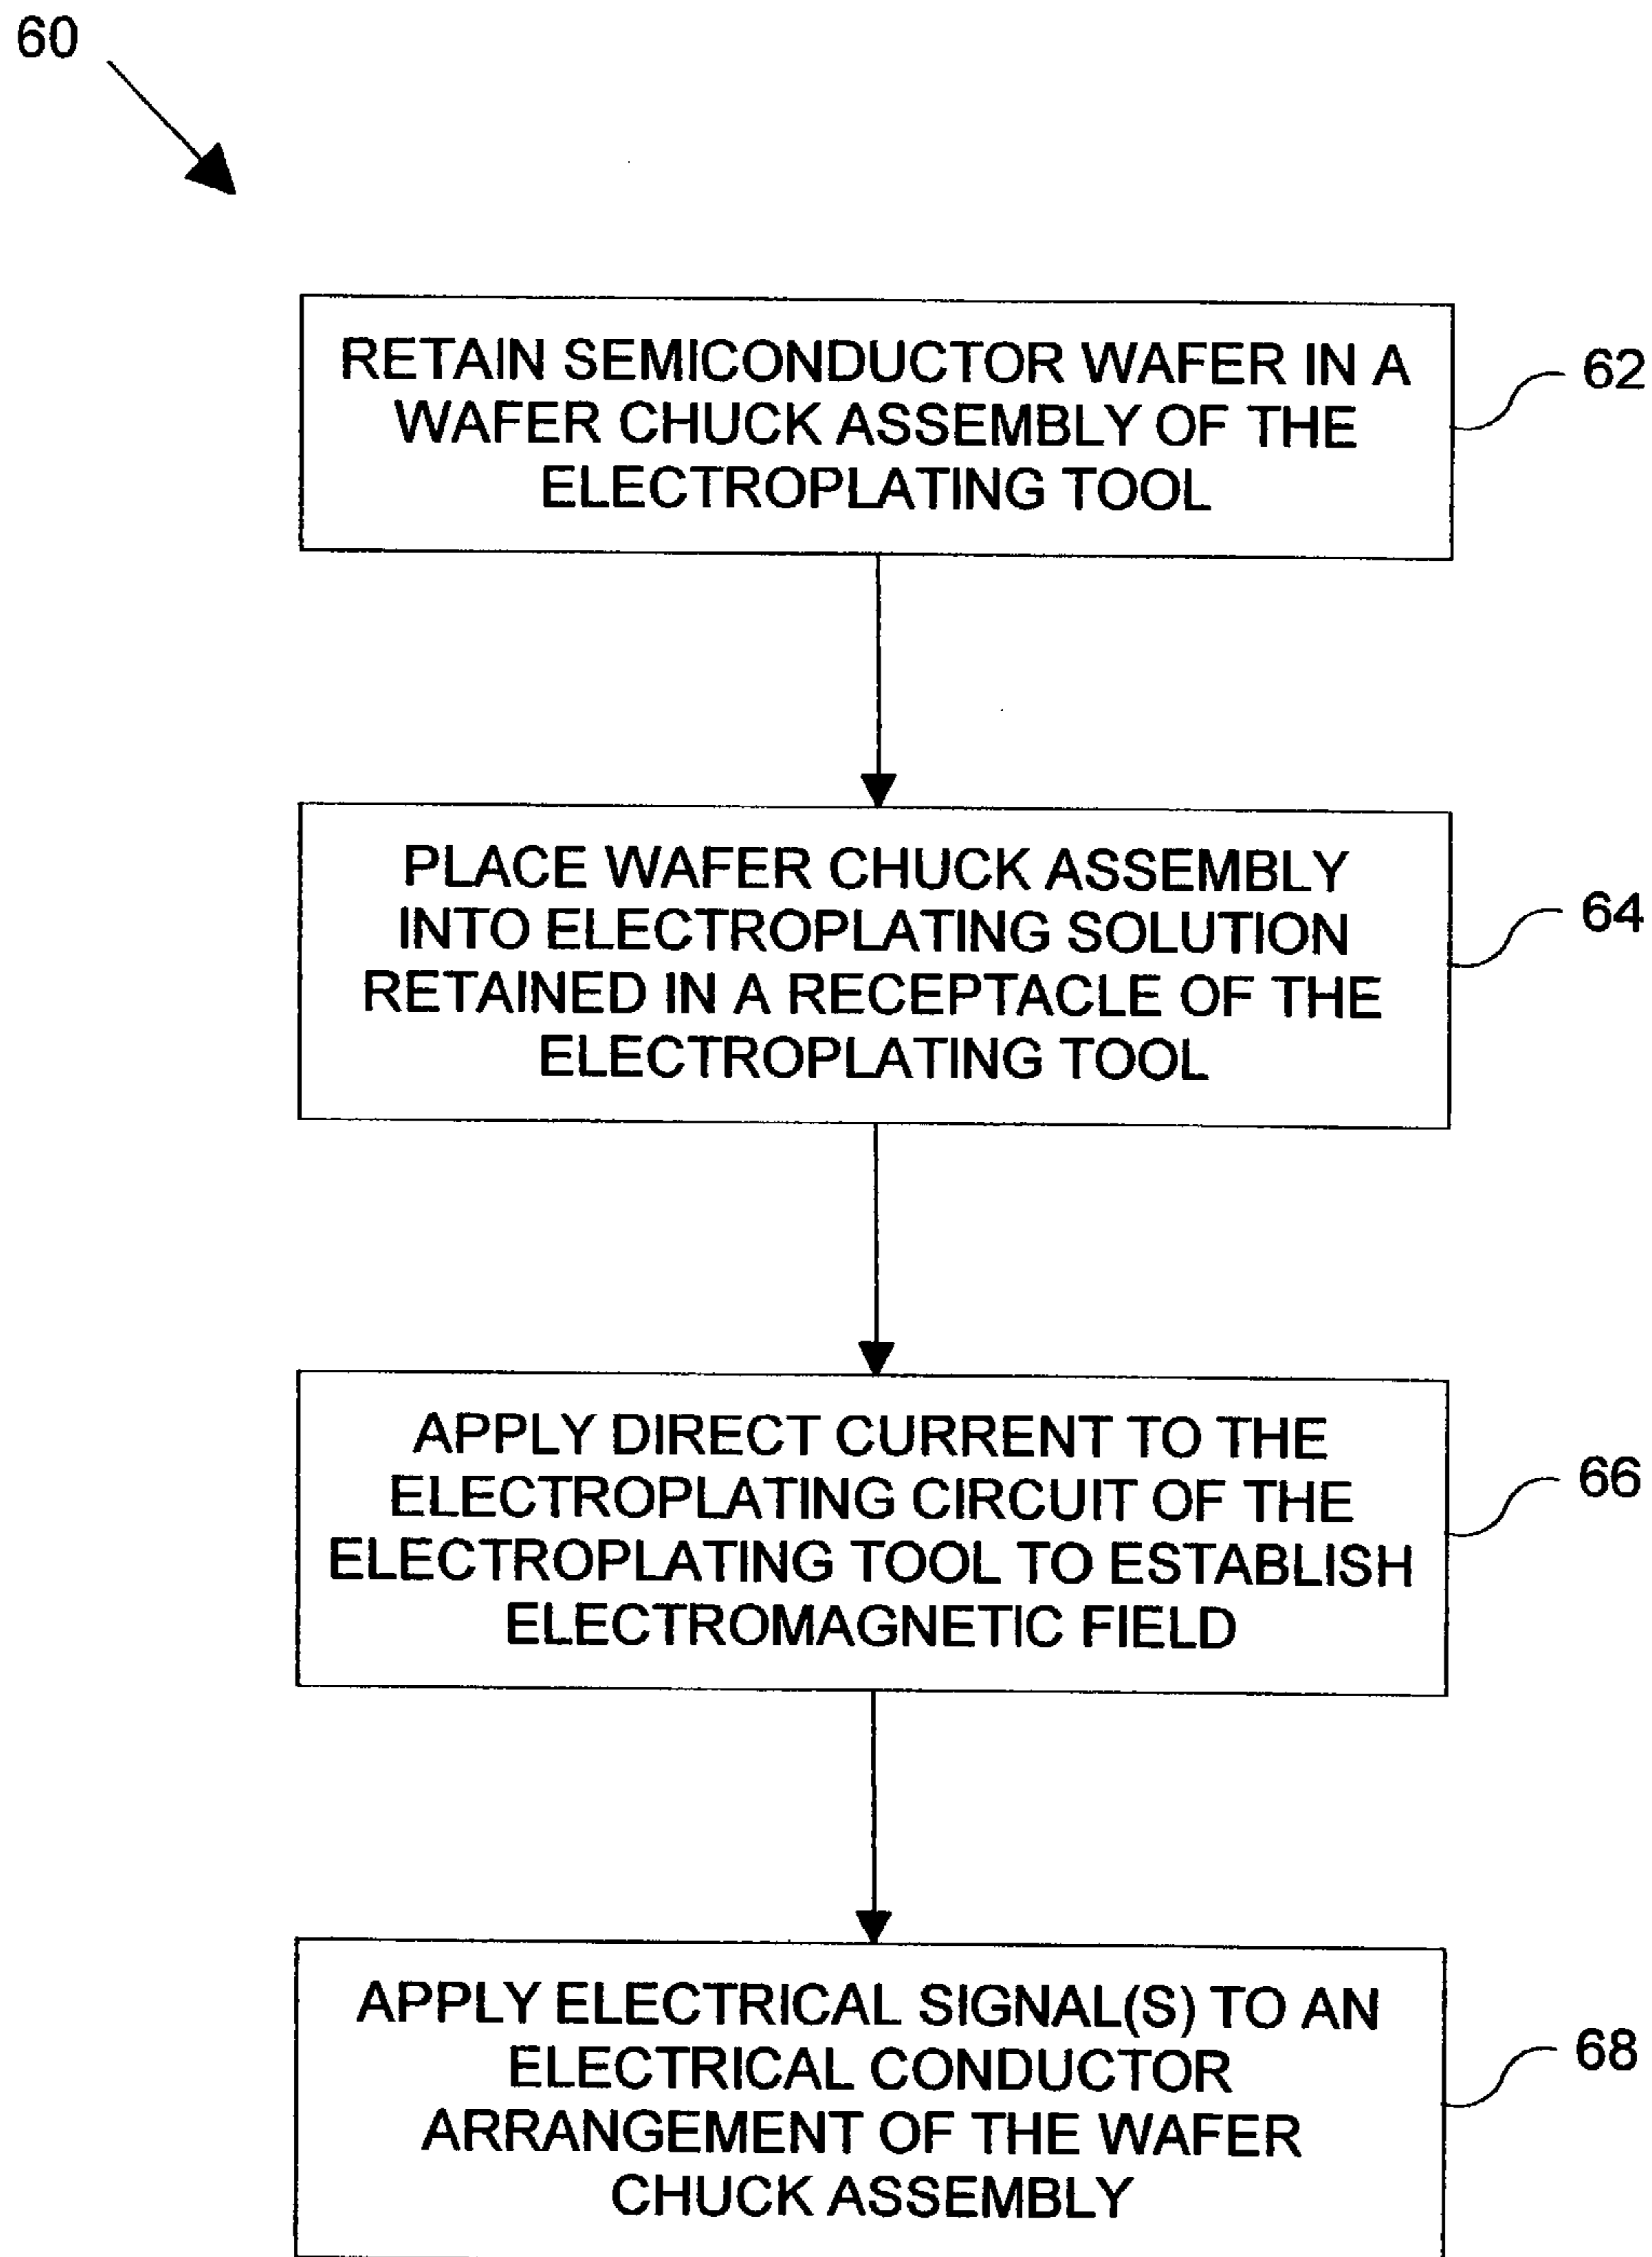 60
RETAIN SEMICONDUCTOR WAFER IN A
WAFER CHUCK ASSEMBLY OF THE
ELECTROPLATING TOOL
62
PLACE WAFER CHUCK ASSEMBLY
INTO ELECTROPLATING SOLUTION
RETAINED IN A RECEPTACLE OF THE
ELECTROPLATING TOOL
64
APPLY DIRECT CURRENT TO THE
ELECTROPLATING CIRCUIT OF THE
ELECTROPLATING TOOL TO ESTABLISH
ELECTROMAGNETIC FIELD
66
APPLY ELECTRICAL SIGNAL(S) TO AN
ELECTRICAL CONDUCTOR
ARRANGEMENT OF THE WAFER
CHUCK ASSEMBLY
68